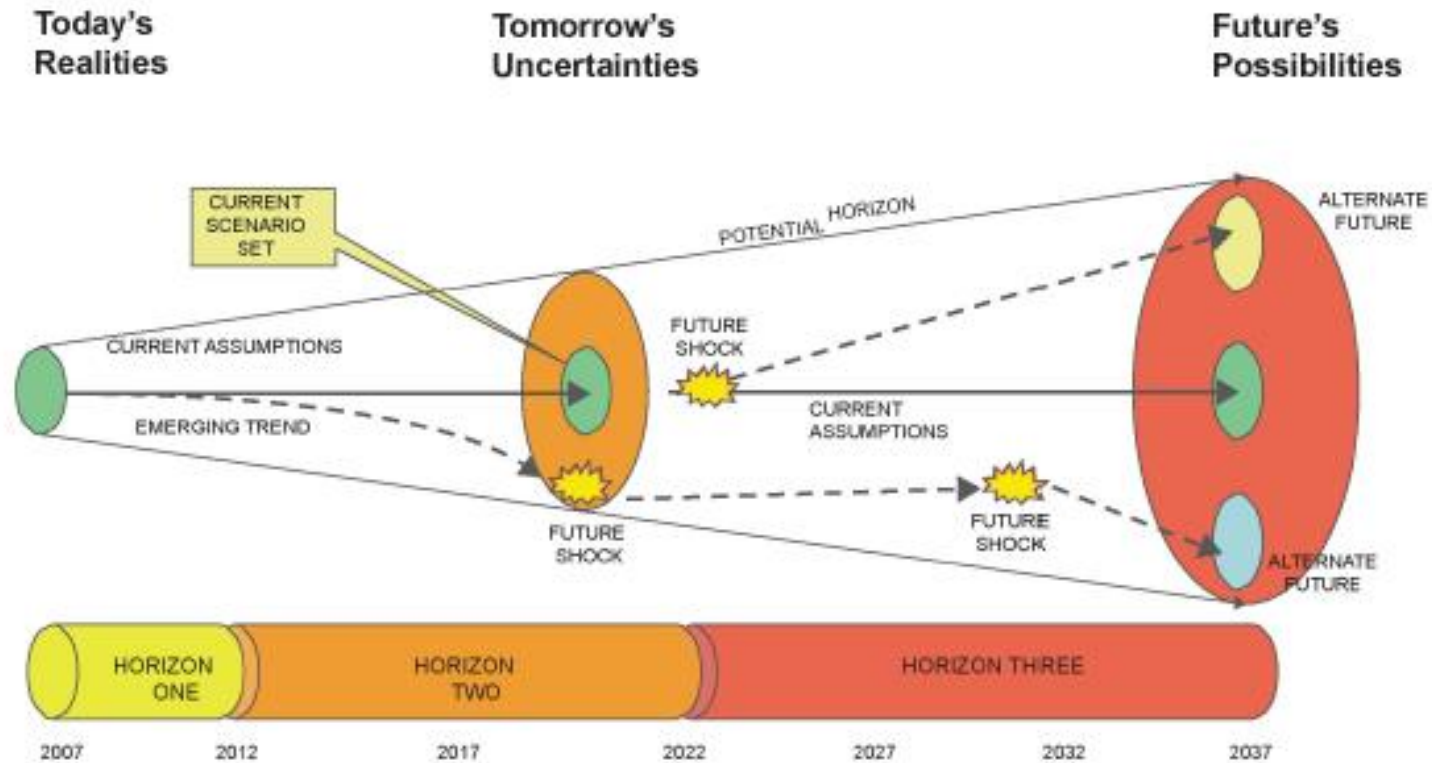 Today's
Realities
Tomorrow's
Uncertainties
Future's
Possibilities
CURRENT
SCENARIO
SET
POTENTIAL HORIZON
ALTERNATE
FUTURE
CURRENT ASSUMPTIONS
EMERGING TREND
FUTURE
SHOCK
CURRENT
ASSUMPTIONS
FUTURE
SHOCK
FUTURE
SHOCK
ALTERNATE
FUTURE
HORIZON
ONE
HORIZON
TWO
HORIZON THREE
2007
2012
2017
2022
2027
2032
2037